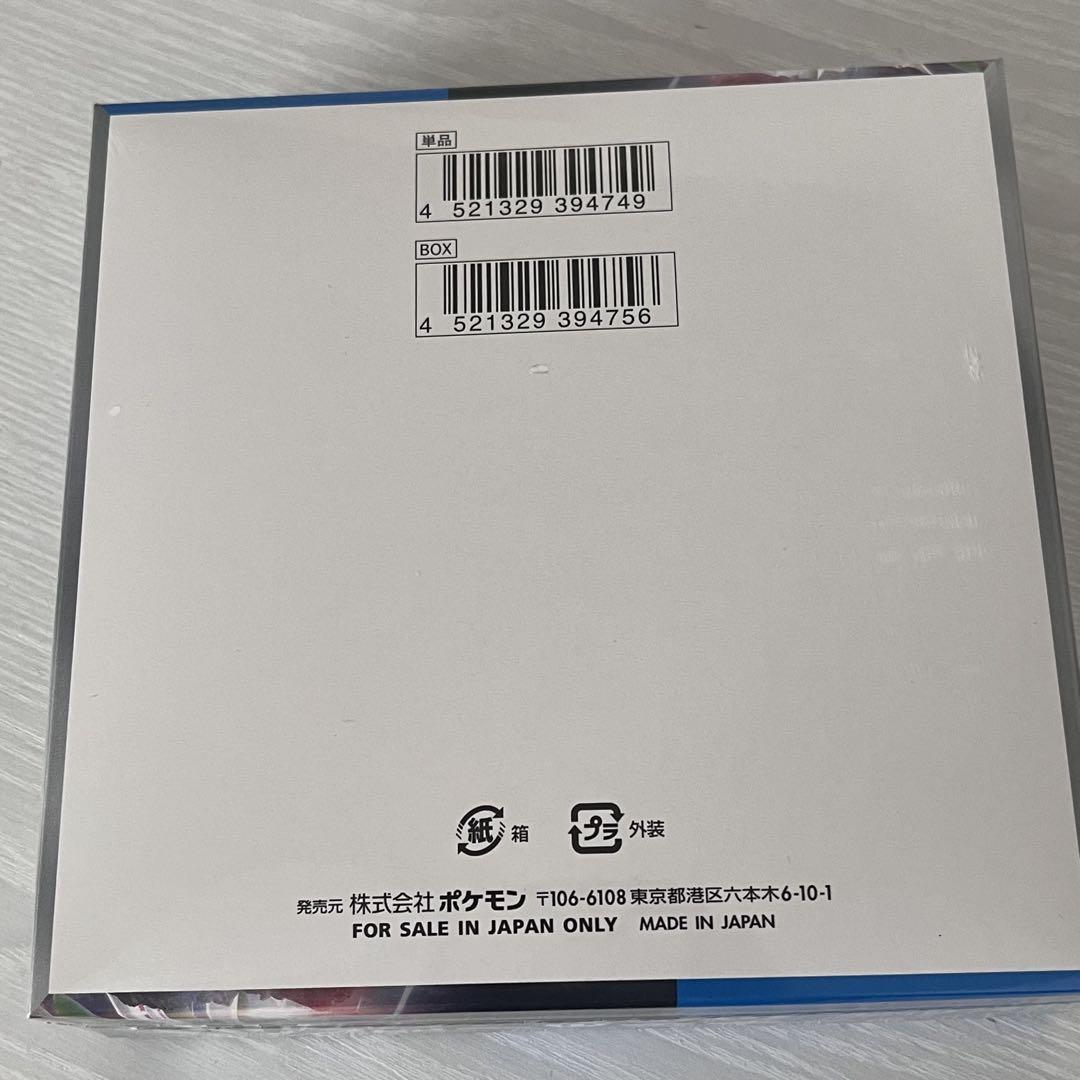 単品
4 521329 394749
BOX
4 521329 394756
紙 箱
プラ 外装
発売元 株式会社 ポケモン 〒106-6108 東京都港区六本木6-10-1
FOR SALE IN JAPAN ONLY MADE IN JAPAN